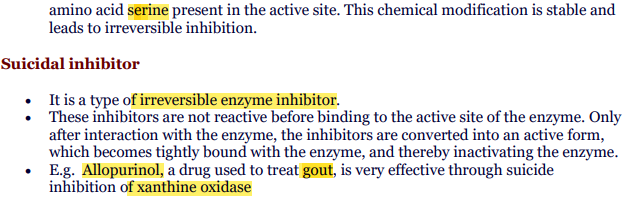 amino acid serine present in the active site. This chemical modification is stable and
leads to irreversible inhibition.
Suicidal inhibitor
• It is a type of irreversible enzyme inhibitor.
• These inhibitors are not reactive before binding to the active site of the enzyme. Only
after interaction with the enzyme, the inhibitors are converted into an active form,
which becomes tightly bound with the enzyme, and thereby inactivating the enzyme.
• E.g. Allopurinol, a drug used to treat gout, is very effective through suicide
inhibition of xanthine oxidase